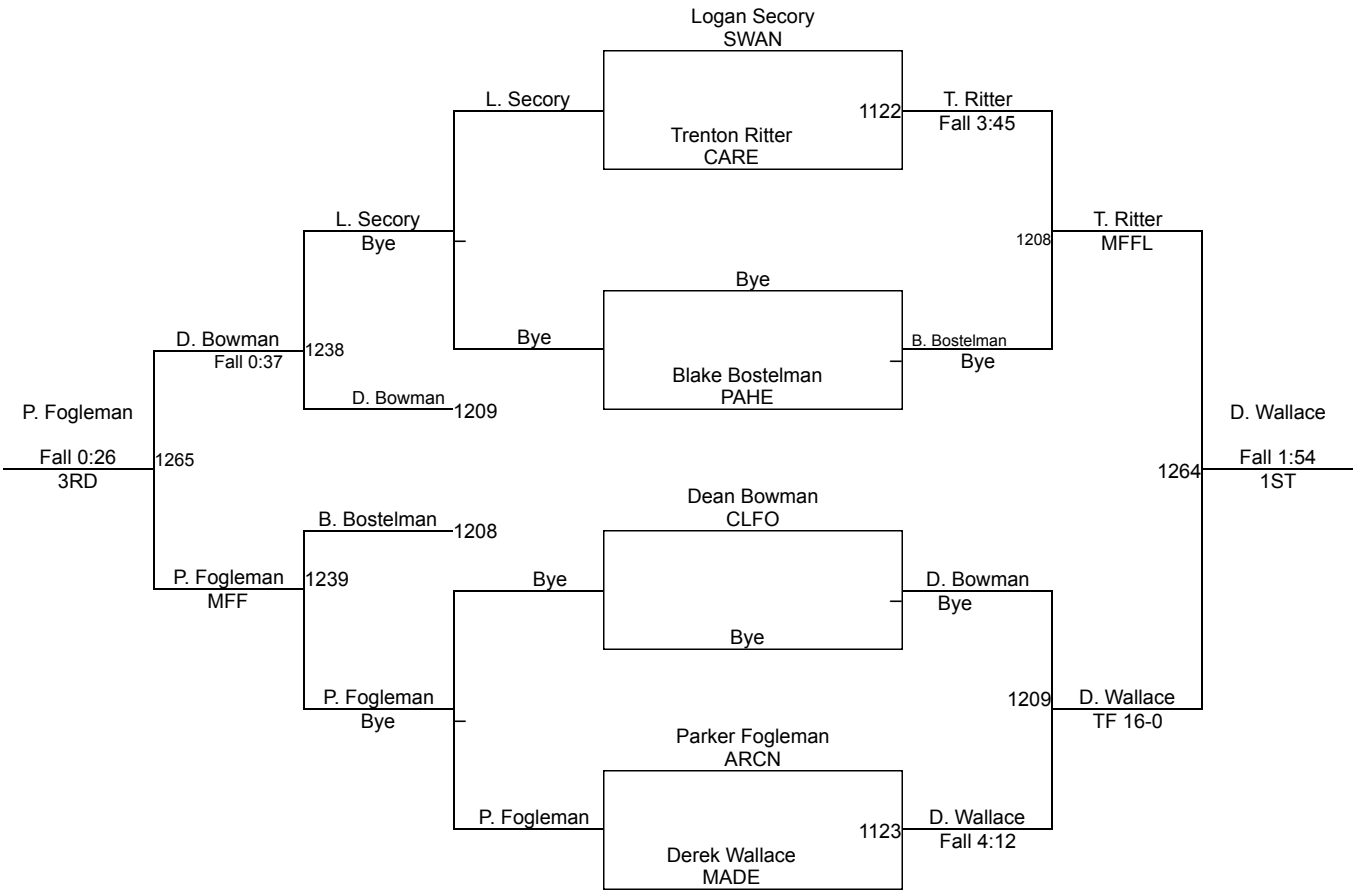 Logan Secory
SWAN
L. Secory
1122
T. Ritter
Fall 3:45
Trenton Ritter
CARE
L. Secory
Bye
1208
T. Ritter
MFFL
Bye
Bye
B. Bostelman
Bye
Blake Bostelman
PAHE
D. Bowman
Fall 0:37
1238
D. Bowman
1209
P. Fogleman
Fall 0:26
3RD
1265
D. Wallace
Fall 1:54
1ST
1264
Dean Bowman
CLFO
B. Bostelman
1208
P. Fogleman
MFF
1239
Bye
D. Bowman
Bye
Bye
P. Fogleman
Bye
1209
D. Wallace
TF 16-0
Parker Fogleman
ARCN
P. Fogleman
1123
D. Wallace
Fall 4:12
Derek Wallace
MADE